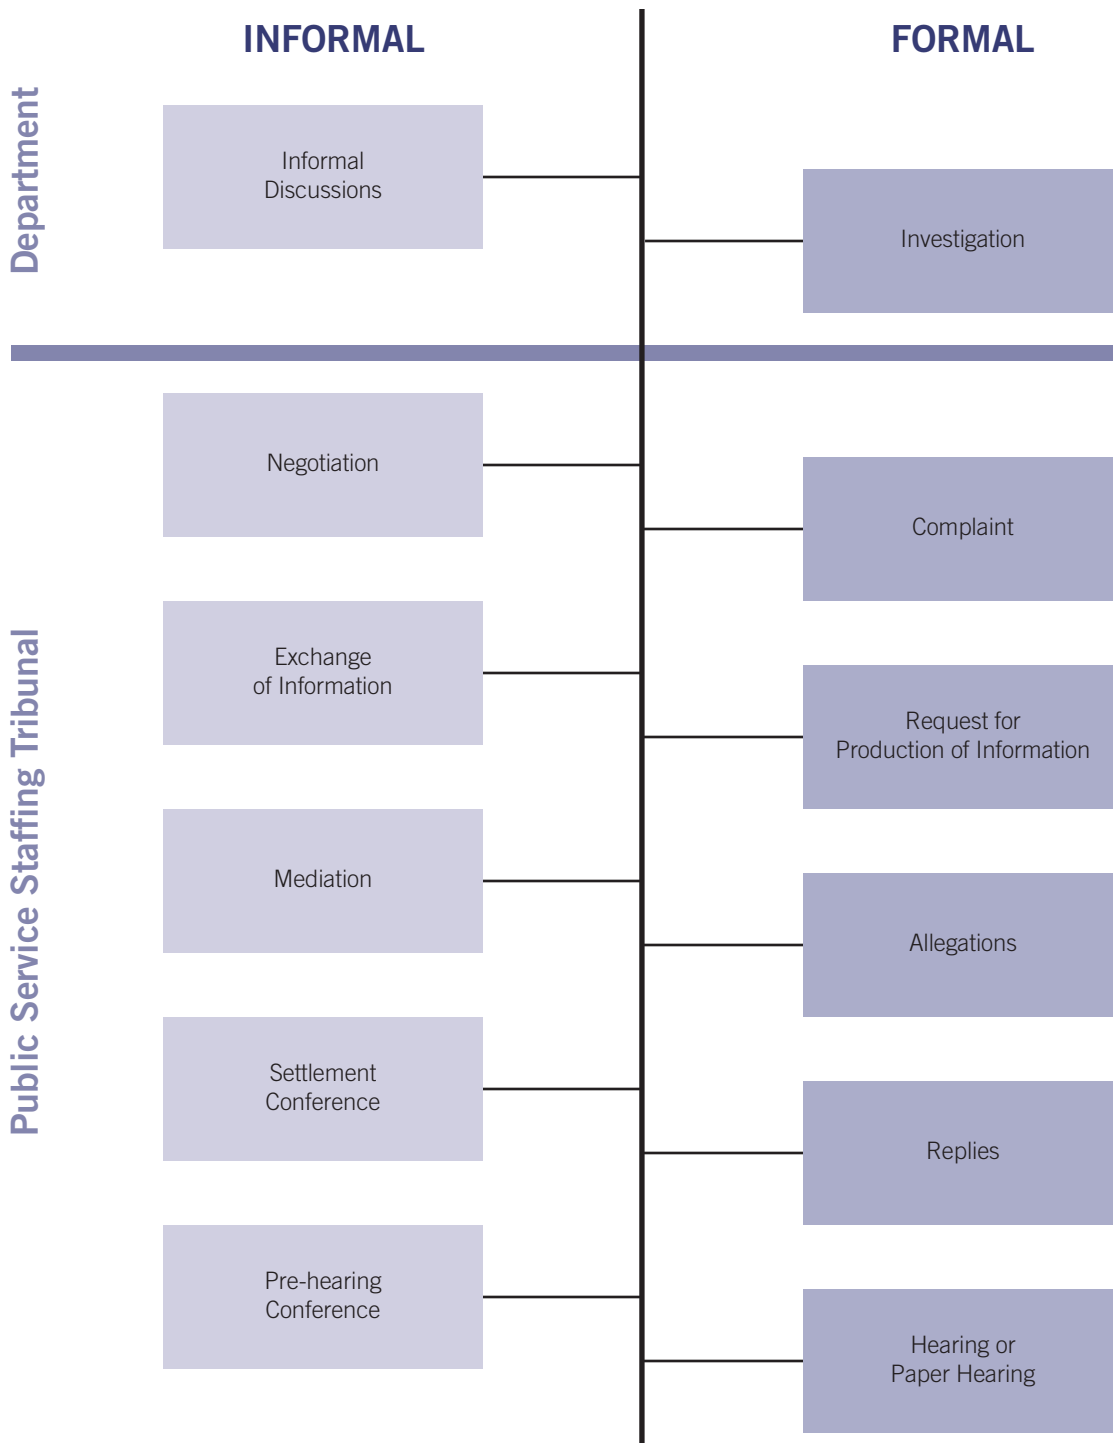 INFORMAL
FORMAL
Department
Informal
Discussions
Investigation
Public Service Staffing Tribunal
Negotiation
Complaint
Exchange
of Information
Request for
Production of Information
Mediation
Allegations
Settlement
Conference
Replies
Pre-hearing
Conference
Hearing or
Paper Hearing